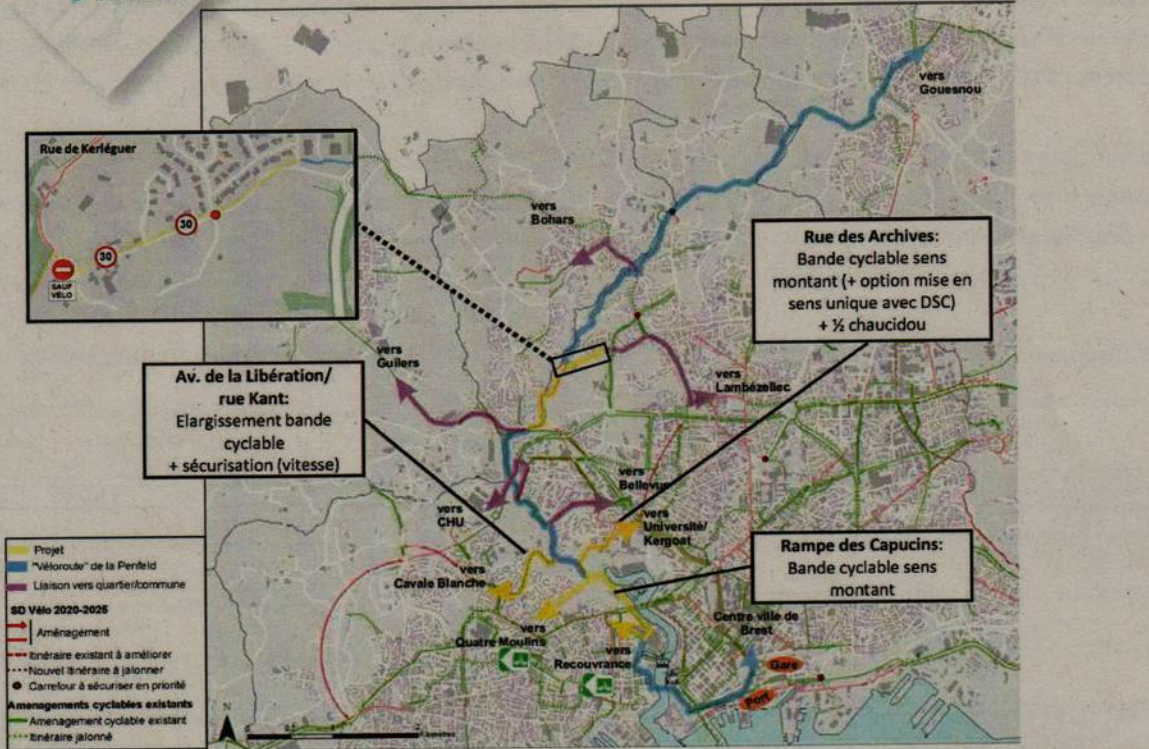 vers
Gouesnou
Rue de Kerléguer
30
30
SAUF
VÉLO
vers
Bohars
Rue des Archives:
Bande cyclable sens
montant (+ option mise en
sens unique avec DSC)
+ ½ chaucidou
vers
Guilers
Av. de la Libération/
rue Kant:
Elargissement bande
cyclable
+ sécurisation (vitesse)
vers
Lambézellec
vers
Bellevue
vers
CHU
vers
Université/
Kergoat
Rampe des Capucins:
Bande cyclable sens
montant
vers
Cavale Blanche
vers
Quatre Moulins
vers
Recouvrance
Centre ville de
Brest
Gare
Port
Projet
"Véloroute" de la Penfeld
Liaison vers quartier/commune
SD Vélo 2020-2025
Aménagement
Itinéraire existant à améliorer
Nouvel itinéraire à jalonner
Carrefour à sécuriser en priorité
Amenagements cyclables existants
Amenagement cyclable existant
Itinéraire jalonné
N
0